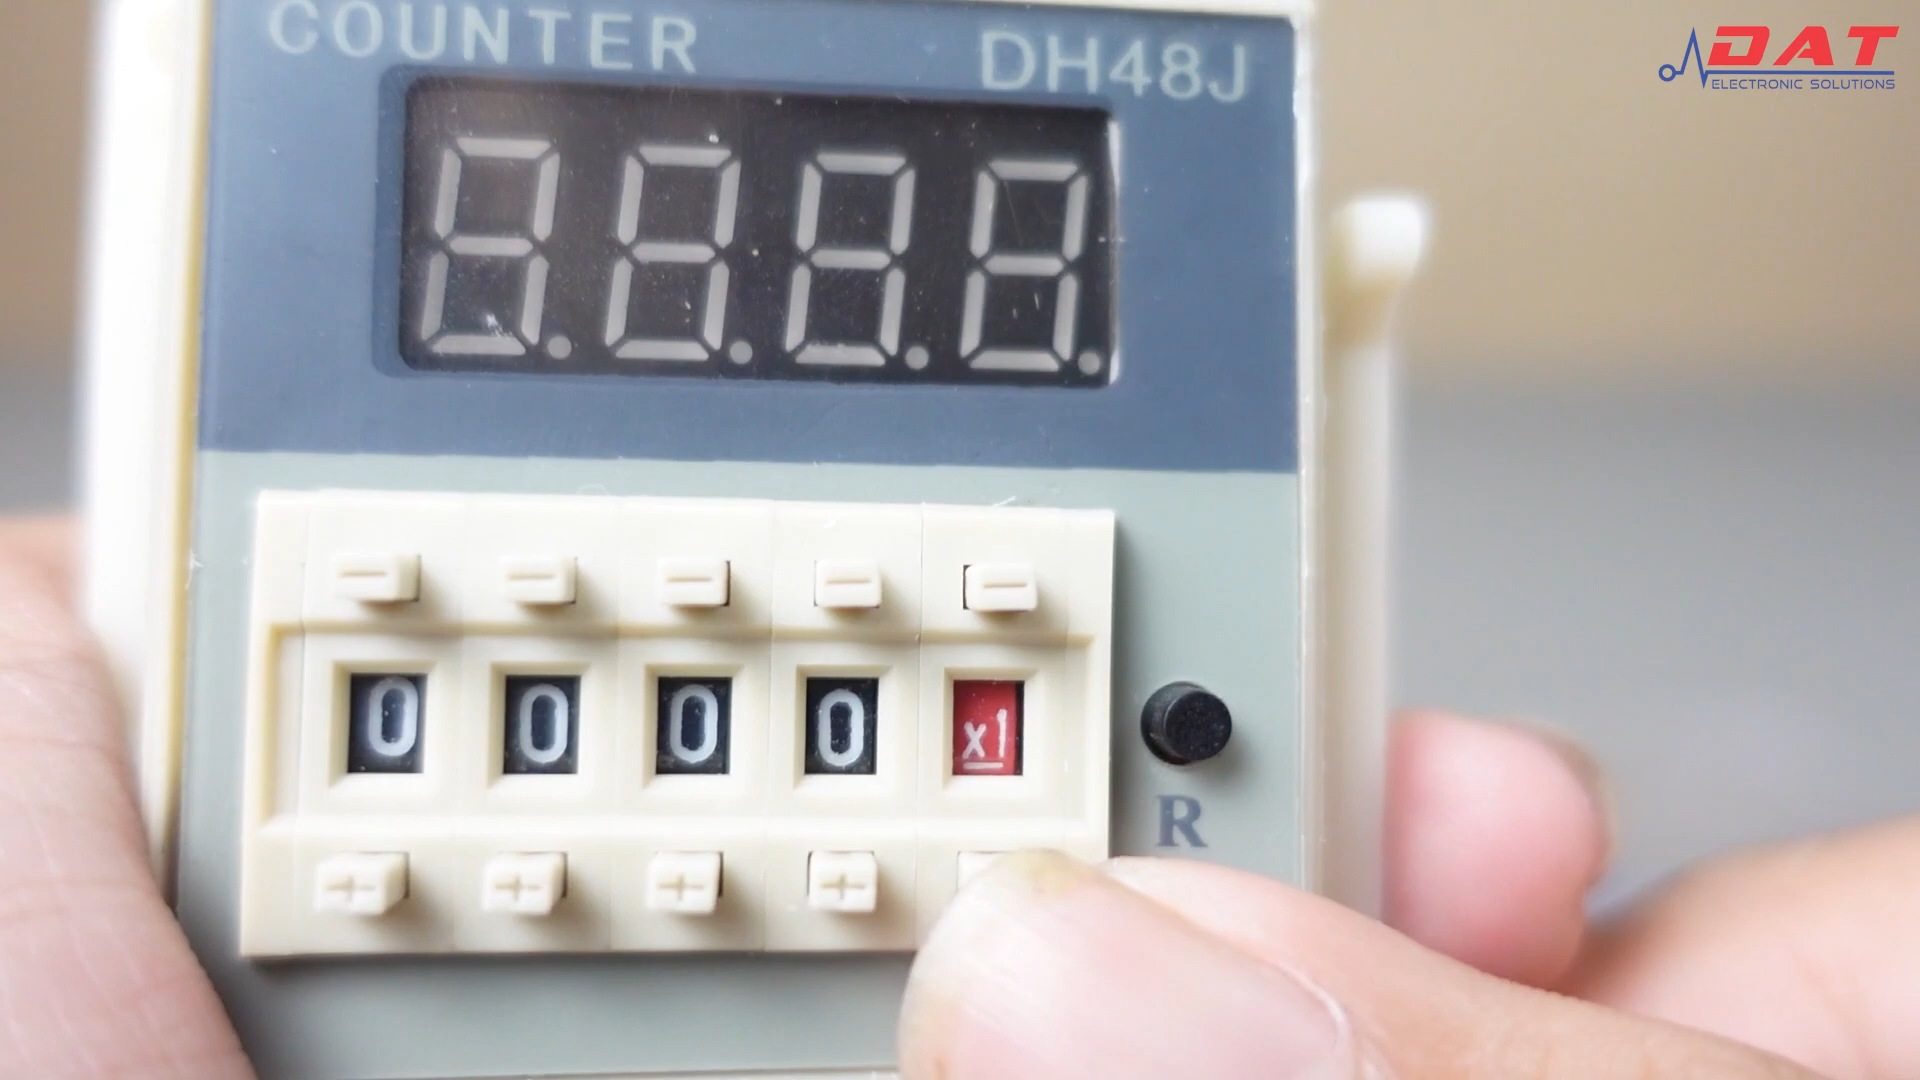 COUNTER DH48J
DAT
ELECTRONIC SOLUTIONS
- - - - -
0 0 0 0 x1
R
+ + + +